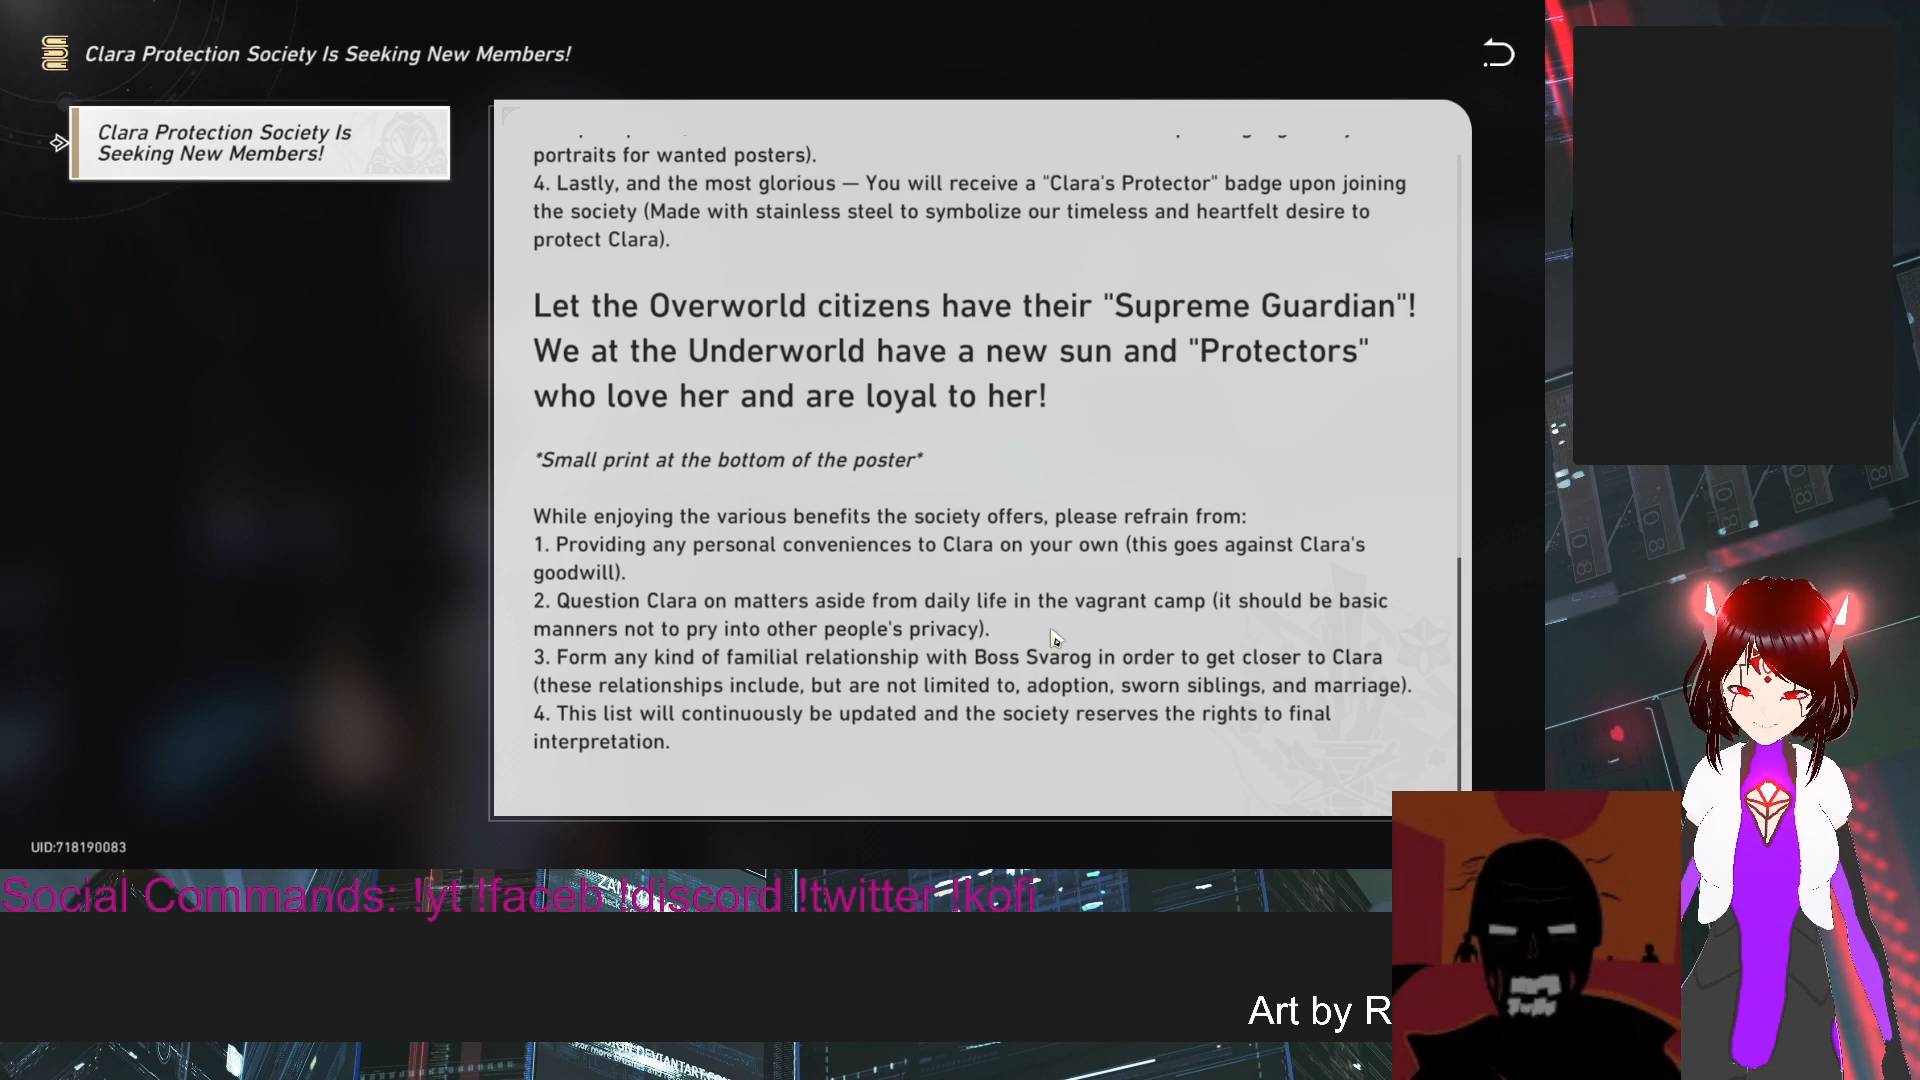 Clara Protection Society Is Seeking New Members!
Clara Protection Society Is
Seeking New Members!
portraits for wanted posters).
4. Lastly, and the most glorious — You will receive a "Clara's Protector" badge upon joining
the society (Made with stainless steel to symbolize our timeless and heartfelt desire to
protect Clara).
Let the Overworld citizens have their "Supreme Guardian"!
We at the Underworld have a new sun and "Protectors"
who love her and are loyal to her!
*Small print at the bottom of the poster*
While enjoying the various benefits the society offers, please refrain from:
1. Providing any personal conveniences to Clara on your own (this goes against Clara's
goodwill).
2. Question Clara on matters aside from daily life in the vagrant camp (it should be basic
manners not to pry into other people's privacy).
3. Form any kind of familial relationship with Boss Svarog in order to get closer to Clara
(these relationships include, but are not limited to, adoption, sworn siblings, and marriage).
4. This list will continuously be updated and the society reserves the rights to final
interpretation.
UID:718190083
Social Commands: !yt !faceb !discord !twitter !kofi
Art by R